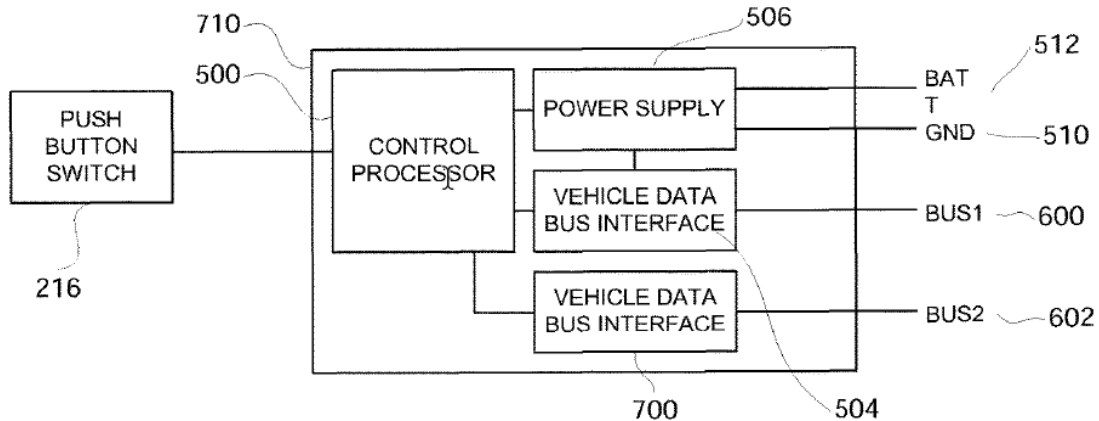 710
506
512
500
BAT
T
PUSH
BUTTON
SWITCH
CONTROL
PROCESSOR
POWER SUPPLY
GND
510
VEHICLE DATA
BUS INTERFACE
BUS1
600
216
VEHICLE DATA
BUS INTERFACE
BUS2
602
700
504